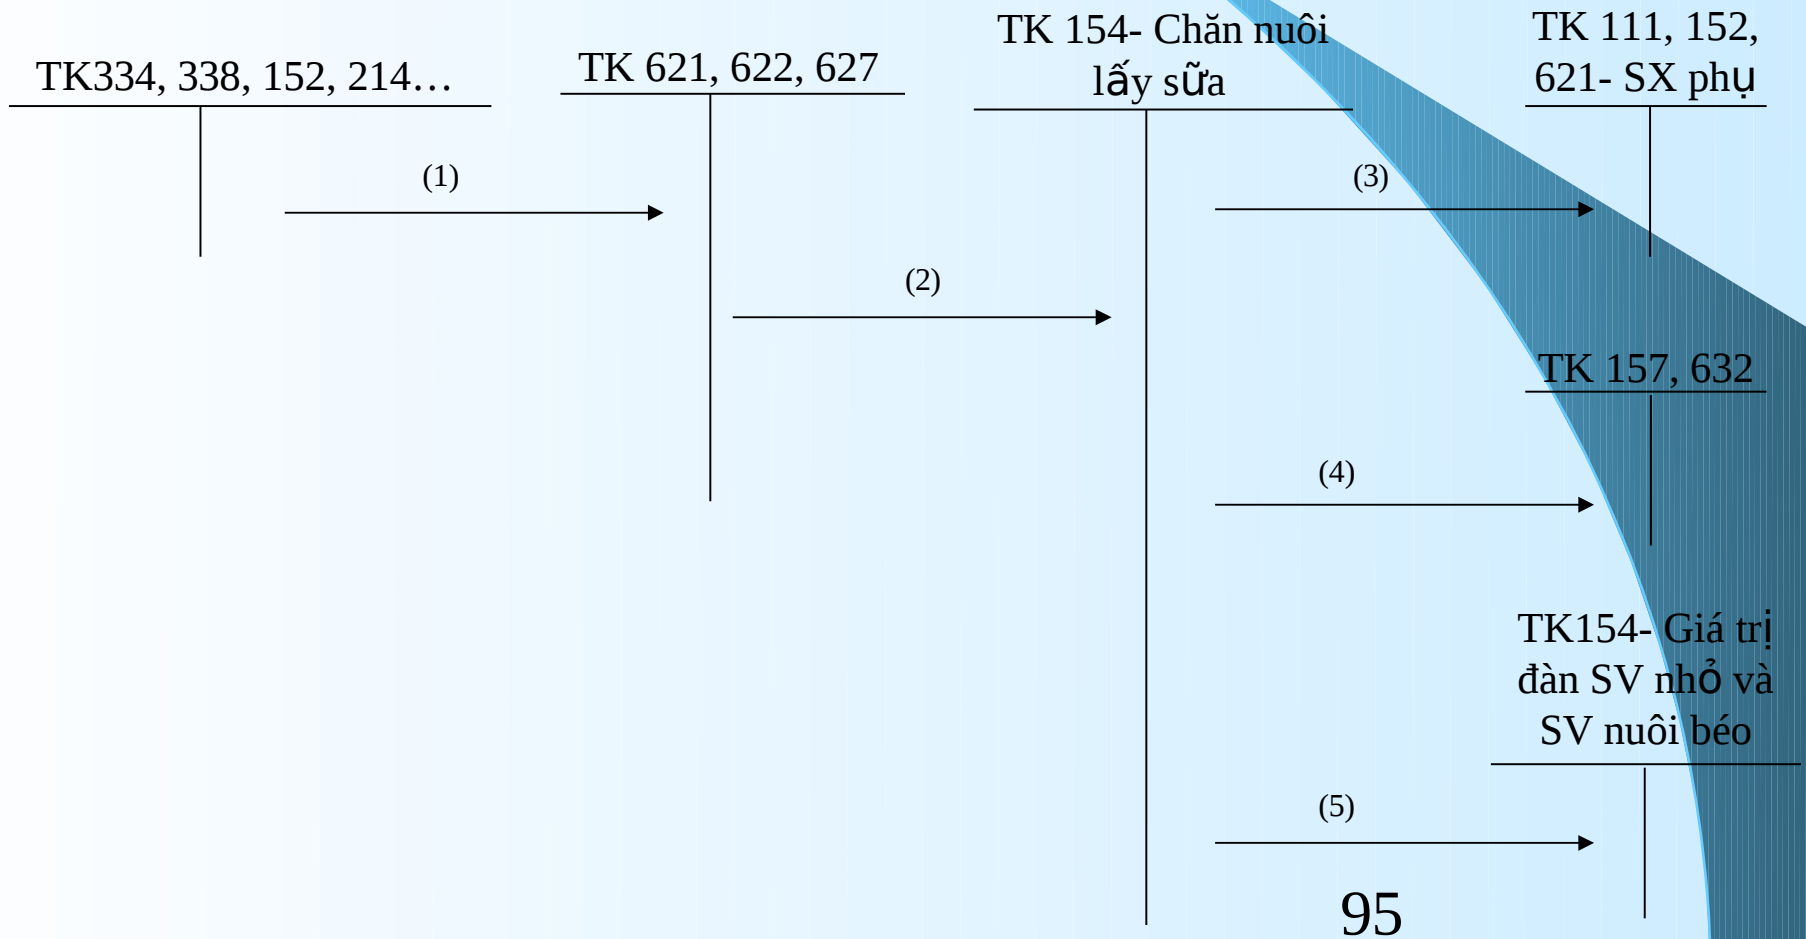 TK334, 338, 152, 214…
TK 621, 622, 627
TK 154- Chăn nuôi
lấy sữa
TK 111, 152,
621- SX phụ
(1)
(3)
(2)
TK 157, 632
(4)
TK154- Giá trị
đàn SV nhỏ và
SV nuôi béo
(5)
95